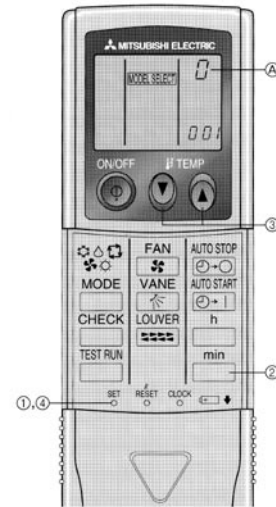 MITSUBISHI ELECTRIC
0 Ⓐ
MODEL SELECT
001
ON/OFF TEMP
③
FAN AUTO STOP
MODE VANE AUTO START
CHECK LOUVER h
TEST RUN min
②
①,④ SET RESET CLOCK